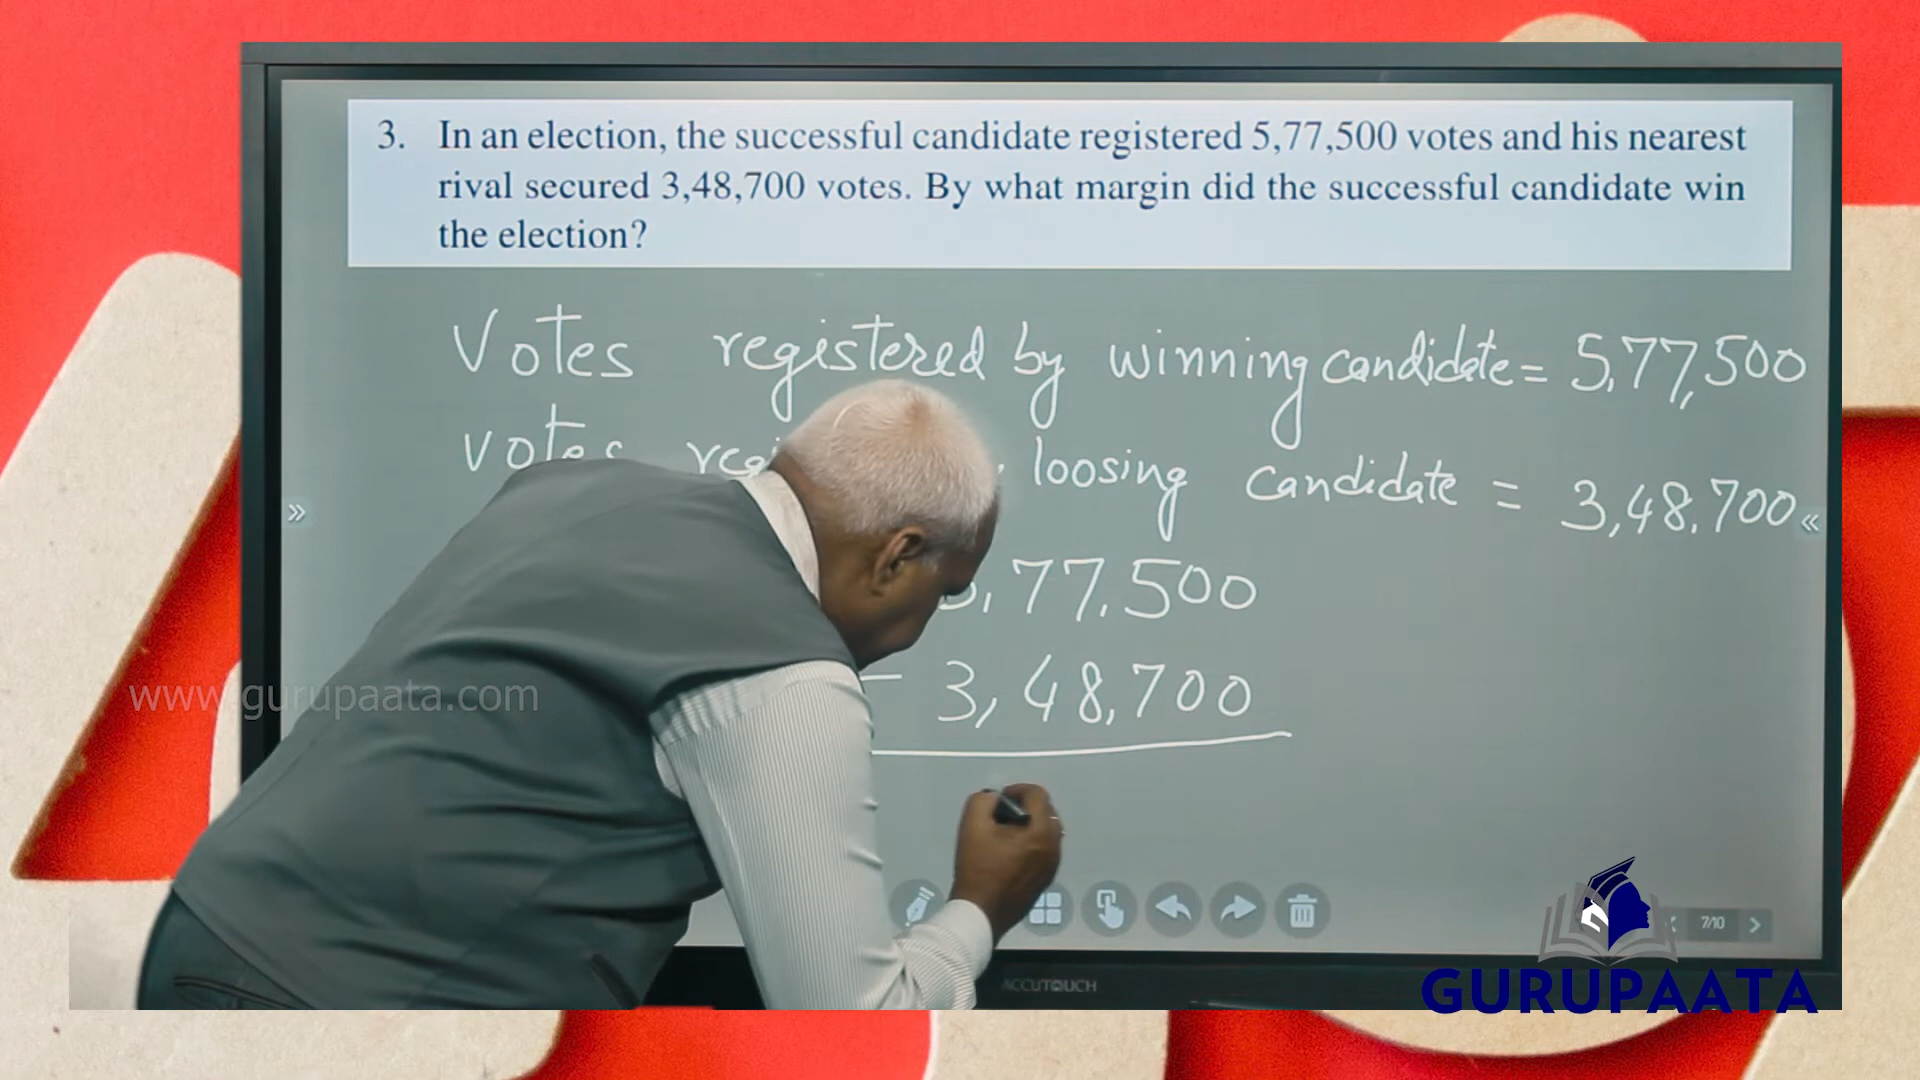 3. In an election, the successful candidate registered 5,77,500 votes and his nearest
rival secured 3,48,700 votes. By what margin did the successful candidate win
the election?
Votes registered by winning candidate = 5,77,500
votes loosing candidate = 3,48,700
,77,500
- 3,48,700
www.gurupaata.com
7/10
ACCUTOUCH
GURUPAATA